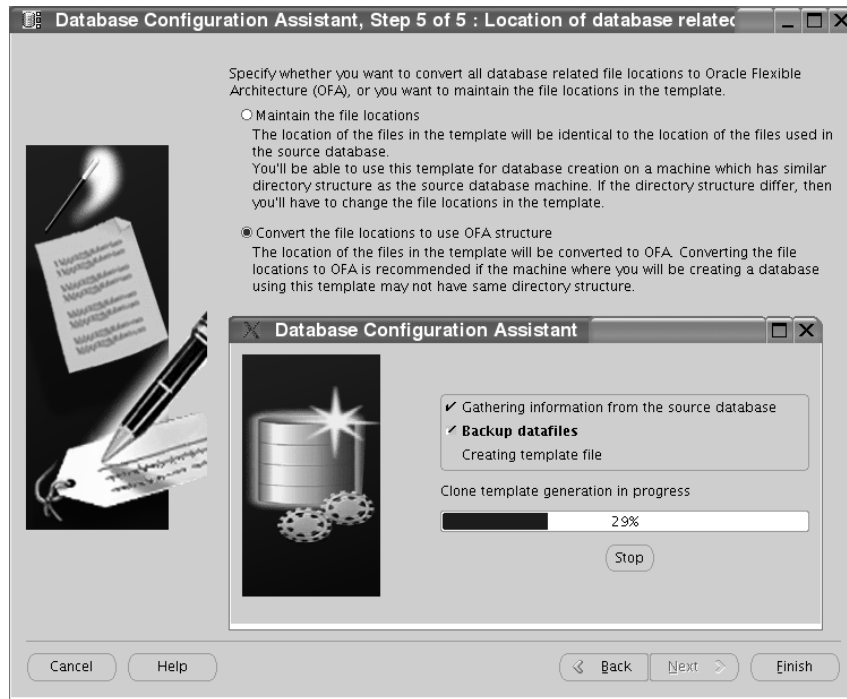 Database Configuration Assistant, Step 5 of 5 : Location of database related
Specify whether you want to convert all database related file locations to Oracle Flexible
Architecture (OFA), or you want to maintain the file locations in the template.
Maintain the file locations
The location of the files in the template will be identical to the location of the files used in
the source database.
You'll be able to use this template for database creation on a machine which has similar
directory structure as the source database machine. If the directory structure differ, then
you'll have to change the file locations in the template.
Convert the file locations to use OFA structure
The location of the files in the template will be converted to OFA. Converting the file
locations to OFA is recommended if the machine where you will be creating a database
using this template may not have same directory structure.
Database Configuration Assistant
Gathering information from the source database
Backup datafiles
Creating template file
Clone template generation in progress
29%
Stop
Cancel
Help
Back
Next
Finish